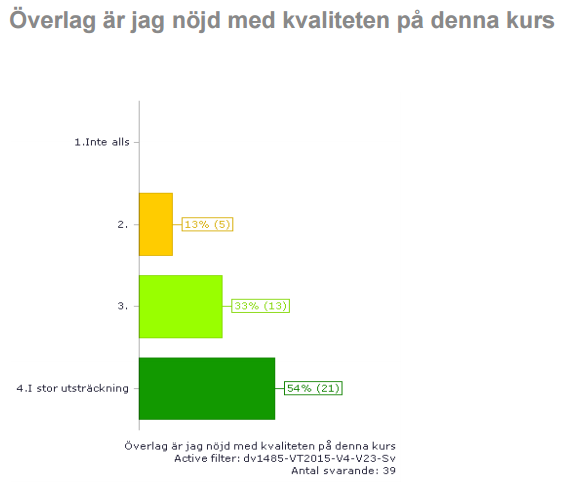 Överlag är jag nöjd med kvaliteten på denna kurs
1.Inte alls
2.
13% (5)
3.
33% (13)
4.I stor utsträckning
54% (21)
Överlag är jag nöjd med kvaliteten på denna kurs
Active filter: dv1485-VT2015-V4-V23-Sv
Antal svarande: 39